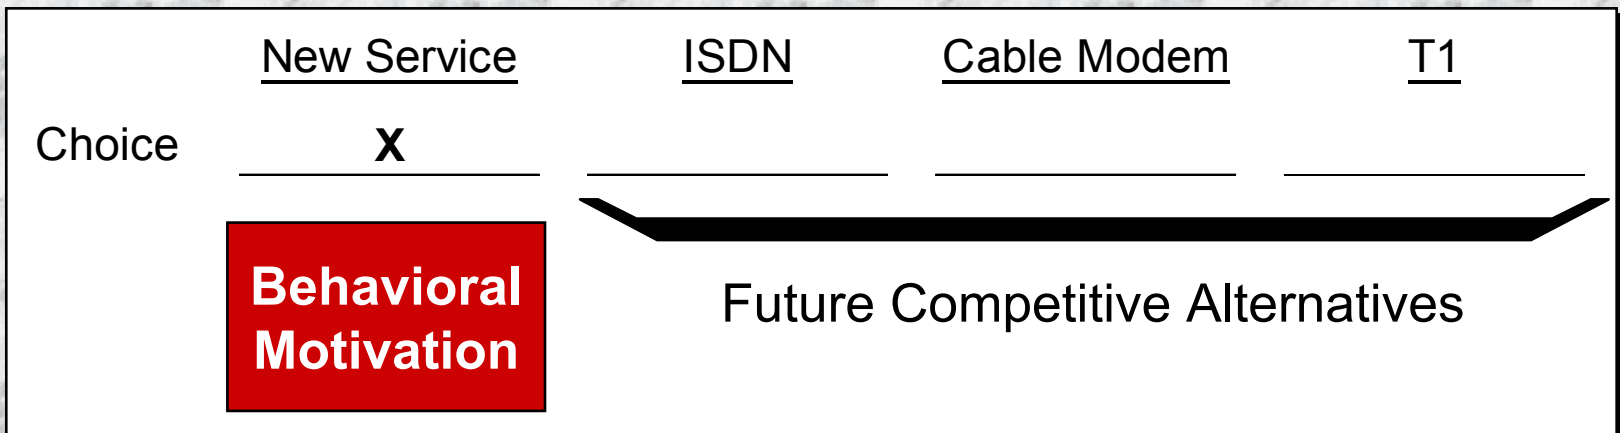 New Service ISDN Cable Modem T1
Choice X
Behavioral
Motivation
Future Competitive Alternatives